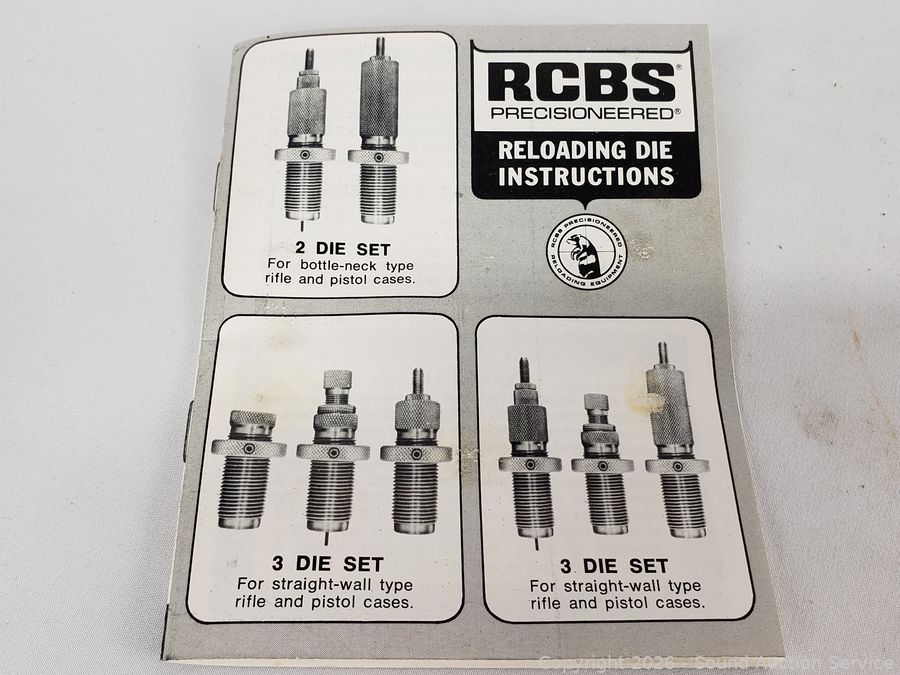 RCBS®
PRECISIONEERED®
RELOADING DIE
INSTRUCTIONS
RCBS PRECISIONEERED
RELOADING EQUIPMENT
2 DIE SET
For bottle-neck type
rifle and pistol cases.
3 DIE SET
For straight-wall type
rifle and pistol cases.
3 DIE SET
For straight-wall type
rifle and pistol cases.
Copyright 2026 - Sound Auction Service